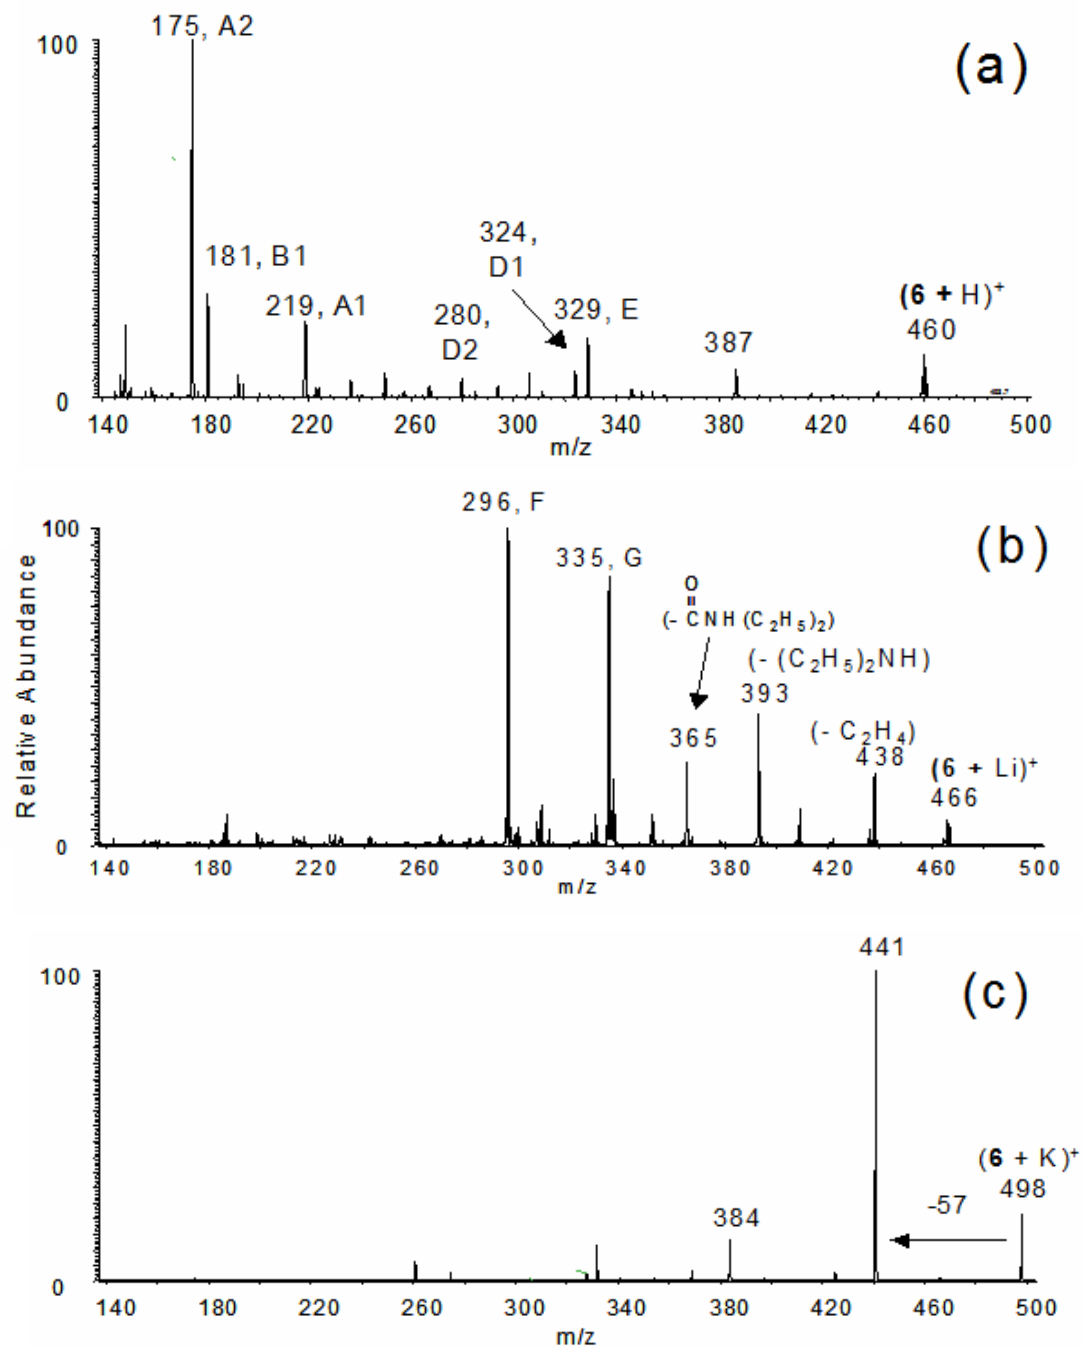 175, A2
100
(a)
324,
D1
181, B1
219, A1
280,
D2
329, E
387
(6 + H)⁺
460
0
140 180 220 260 300 340 380 420 460 500
m/z
296, F
100
(b)
335, G
O
(- C N H (C₂H₅)₂)
(- (C₂H₅)₂NH)
393
365
(- C₂H₄)
438
(6 + Li)⁺
466
Relative Abundance
0
140 180 220 260 300 340 380 420 460 500
m/z
441
100
(c)
(6 + K)⁺
498
-57
384
0
140 180 220 260 300 340 380 420 460 500
m/z